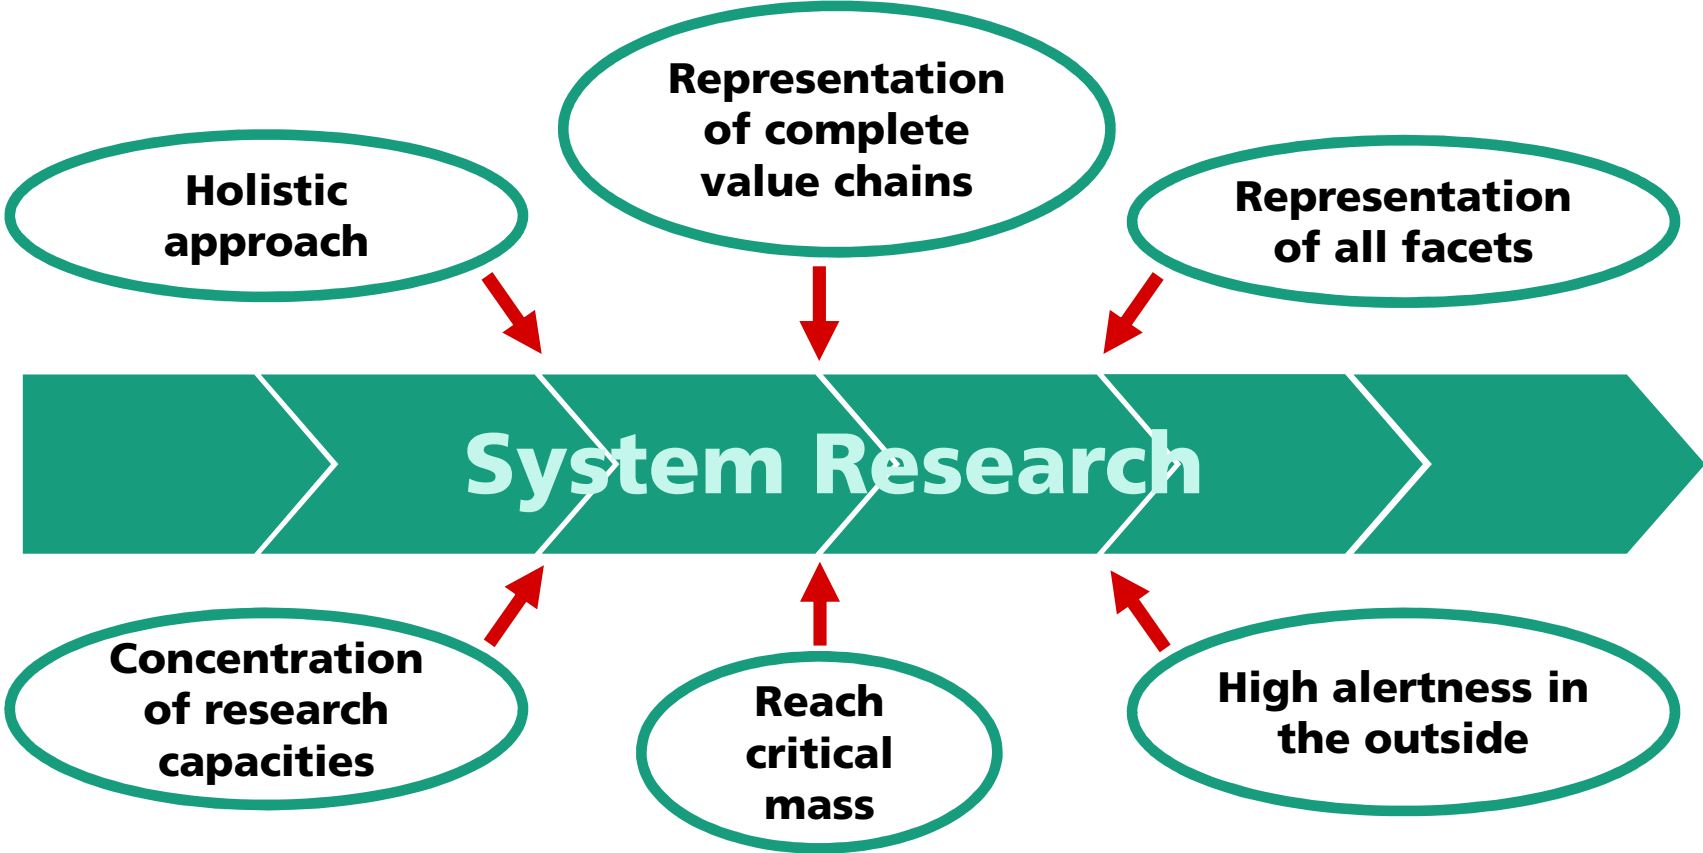 Representation
of complete
value chains
Holistic
approach
Representation
of all facets
System Research
Concentration
of research
capacities
Reach
critical
mass
High alertness in
the outside